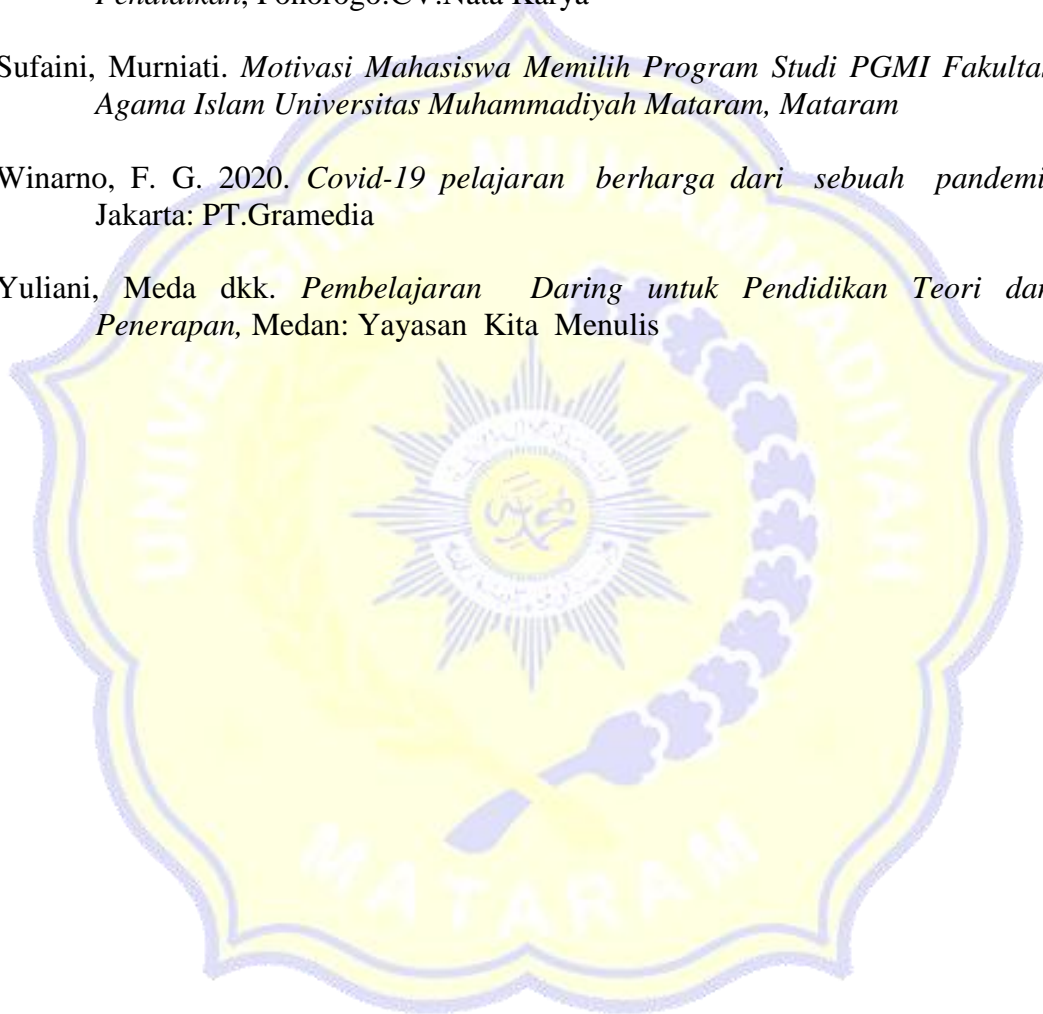 Pendidikan, Ponorogo:CV.Nata Karya
Sufaini, Murniati. Motivasi Mahasiswa Memilih Program Studi PGMI Fakultas
Agama Islam Universitas Muhammadiyah Mataram, Mataram
Winarno, F. G. 2020. Covid-19 pelajaran berharga dari sebuah pandemi
Jakarta: PT.Gramedia
Yuliani, Meda dkk. Pembelajaran Daring untuk Pendidikan Teori dan
Penerapan, Medan: Yayasan Kita Menulis
UNIVERSITAS MUHAMMADIYAH
MATARAM